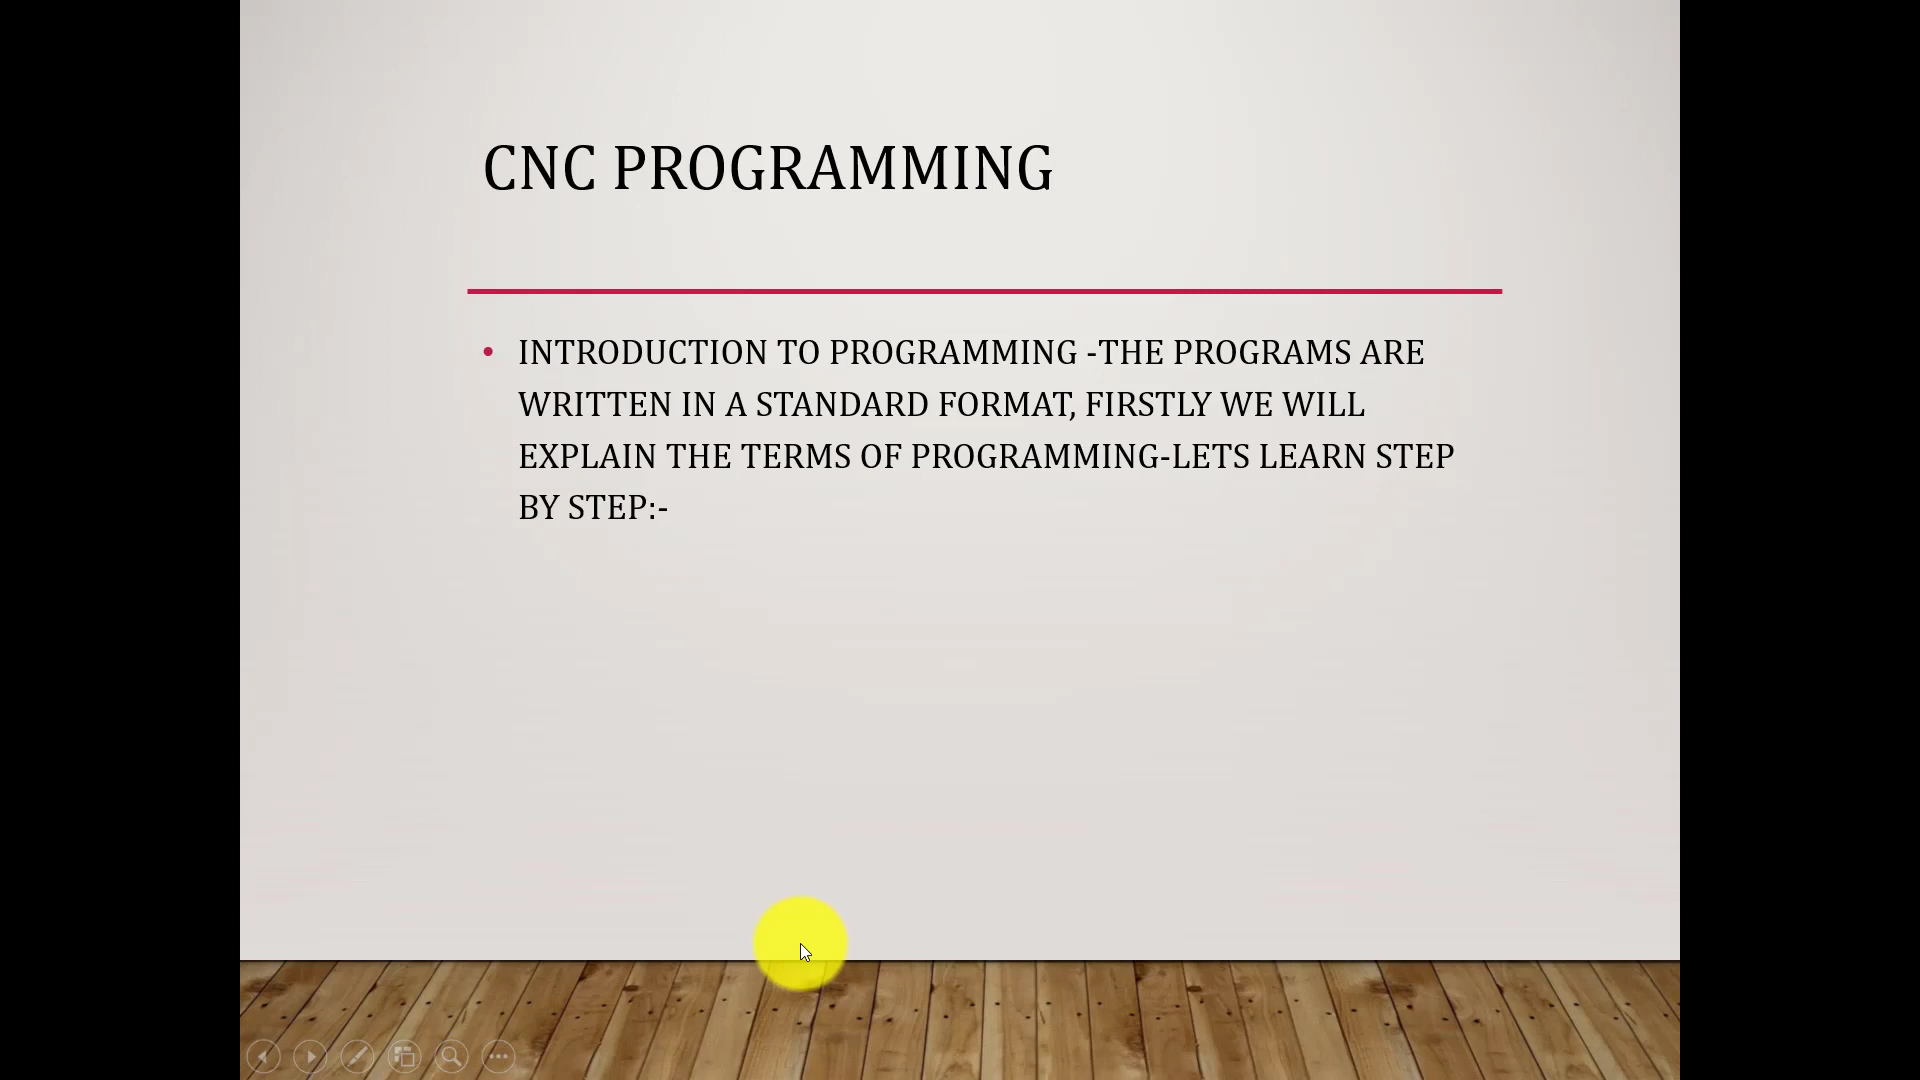 CNC PROGRAMMING
• INTRODUCTION TO PROGRAMMING -THE PROGRAMS ARE
WRITTEN IN A STANDARD FORMAT, FIRSTLY WE WILL
EXPLAIN THE TERMS OF PROGRAMMING-LETS LEARN STEP
BY STEP:-